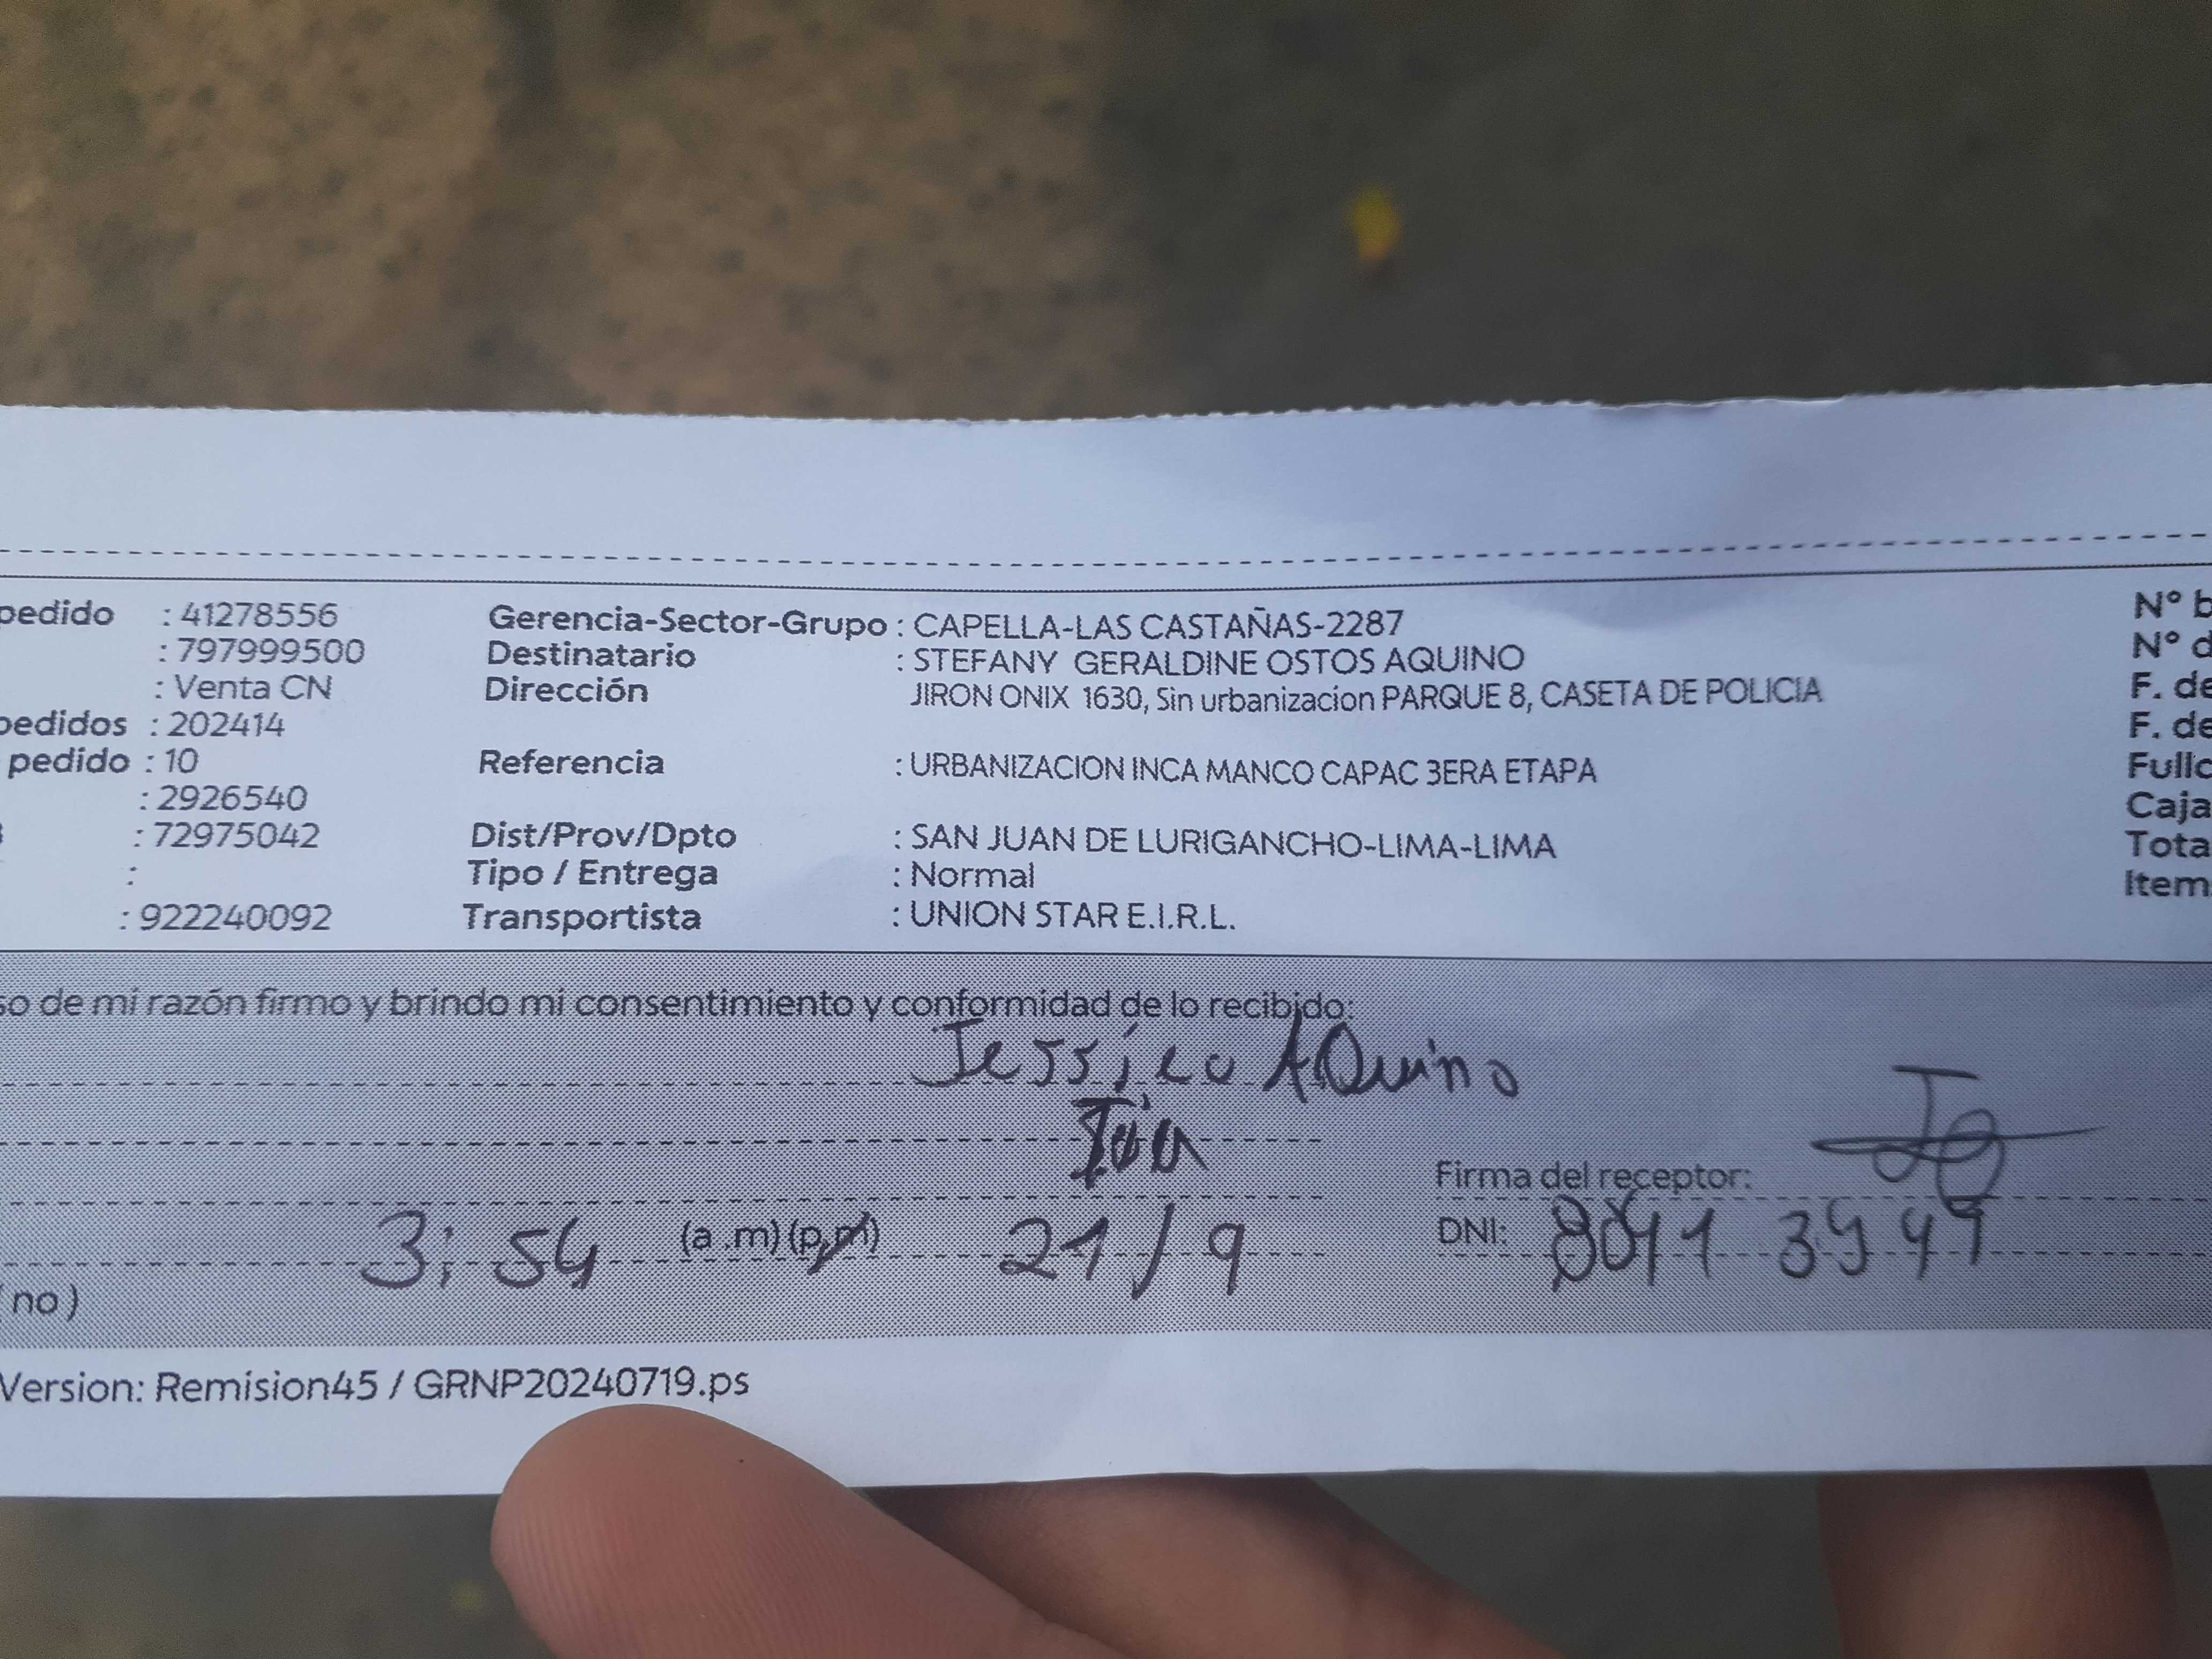 pedido : 41278556 Gerencia-Sector-Grupo : CAPELLA-LAS CASTAÑAS-2287 Nº b
: 797999500 Destinatario : STEFANY GERALDINE OSTOS AQUINO Nº d
: Venta CN Dirección JIRON ONIX 1630, Sin urbanizacion PARQUE 8, CASETA DE POLICIA F. de
pedidos : 202414 F. de
pedido : 10 Referencia : URBANIZACION INCA MANCO CAPAC 3ERA ETAPA Fullc
: 2926540 Caja
: 72975042 Dist/Prov/Dpto : SAN JUAN DE LURIGANCHO-LIMA-LIMA Tota
: Tipo / Entrega : Normal Item
: 922240092 Transportista : UNION STAR E.I.R.L.
so de mi razón firmo y brindo mi consentimiento y conformidad de lo recibido:
Jessica AQuino
Firma del receptor:
3: 54 (a.m) (p.m) 21/9 DNI:
(no)
Version: Remision45 / GRNP20240719.ps